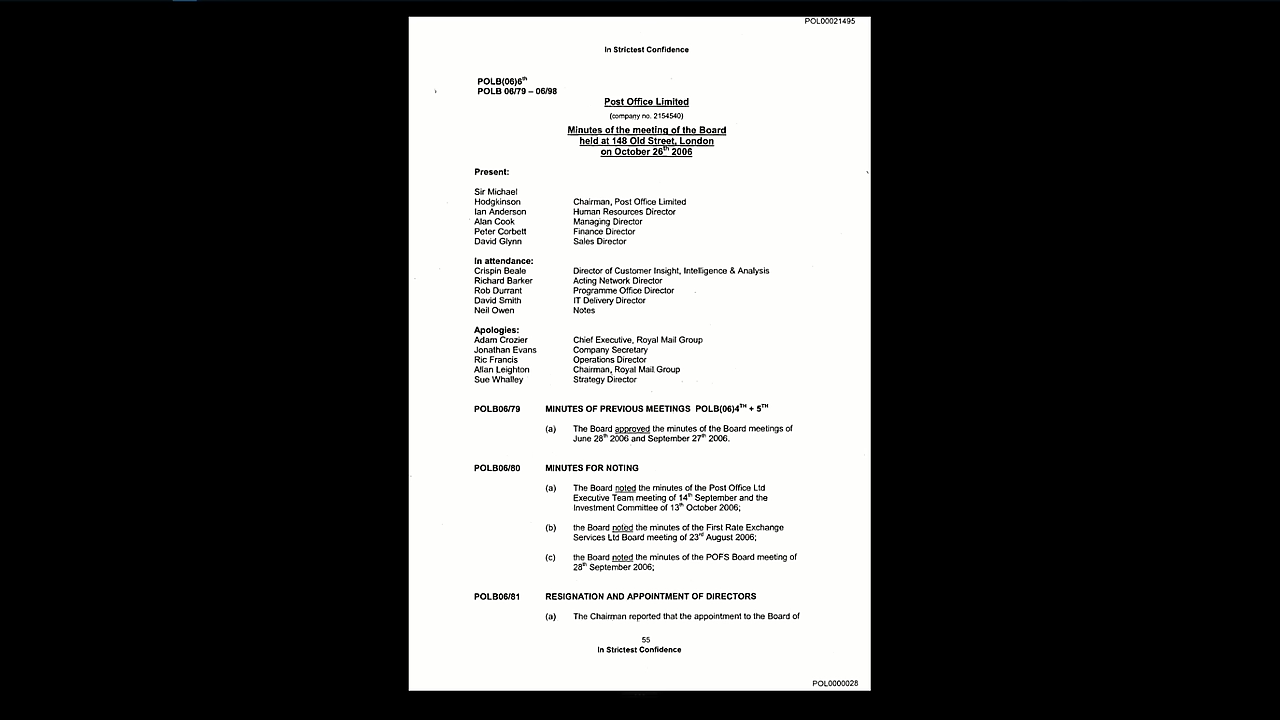 POL00021495
In Strictest Confidence
POLB(06)6th
POLB 06/79 – 06/98
Post Office Limited
(company no. 2154540)
Minutes of the meeting of the Board
held at 148 Old Street, London
on October 26th 2006
Present:
Sir Michael
Hodgkinson Chairman, Post Office Limited
Ian Anderson Human Resources Director
Alan Cook Managing Director
Peter Corbett Finance Director
David Glynn Sales Director
In attendance:
Crispin Beale Director of Customer Insight, Intelligence & Analysis
Richard Barker Acting Network Director
Rob Durrant Programme Office Director
David Smith IT Delivery Director
Neil Owen Notes
Apologies:
Adam Crozier Chief Executive, Royal Mail Group
Jonathan Evans Company Secretary
Ric Francis Operations Director
Allan Leighton Chairman, Royal Mail Group
Sue Whalley Strategy Director
POLB06/79 MINUTES OF PREVIOUS MEETINGS POLB(06)4TH + 5TH
(a) The Board approved the minutes of the Board meetings of
June 28th 2006 and September 27th 2006.
POLB06/80 MINUTES FOR NOTING
(a) The Board noted the minutes of the Post Office Ltd
Executive Team meeting of 14th September and the
Investment Committee of 13th October 2006;
(b) the Board noted the minutes of the First Rate Exchange
Services Ltd Board meeting of 23rd August 2006;
(c) the Board noted the minutes of the POFS Board meeting of
28th September 2006;
POLB06/81 RESIGNATION AND APPOINTMENT OF DIRECTORS
(a) The Chairman reported that the appointment to the Board of
55
In Strictest Confidence
POL0000028